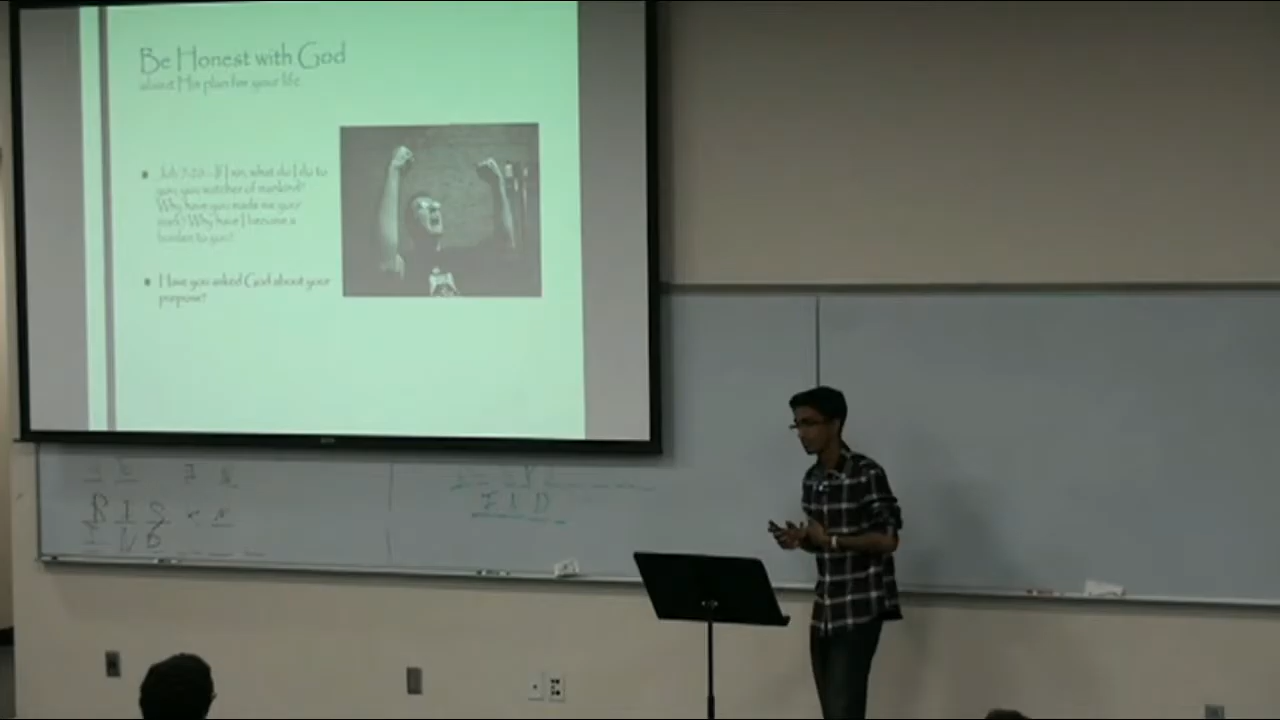 Be Honest with God
about His plan for your life.
Job 7:20 - If I sin, what do I do to
you, you watcher of mankind?
Why have you made me your
mark? Why have I become a
burden to you?
Have you asked God about your
purpose?
R I S